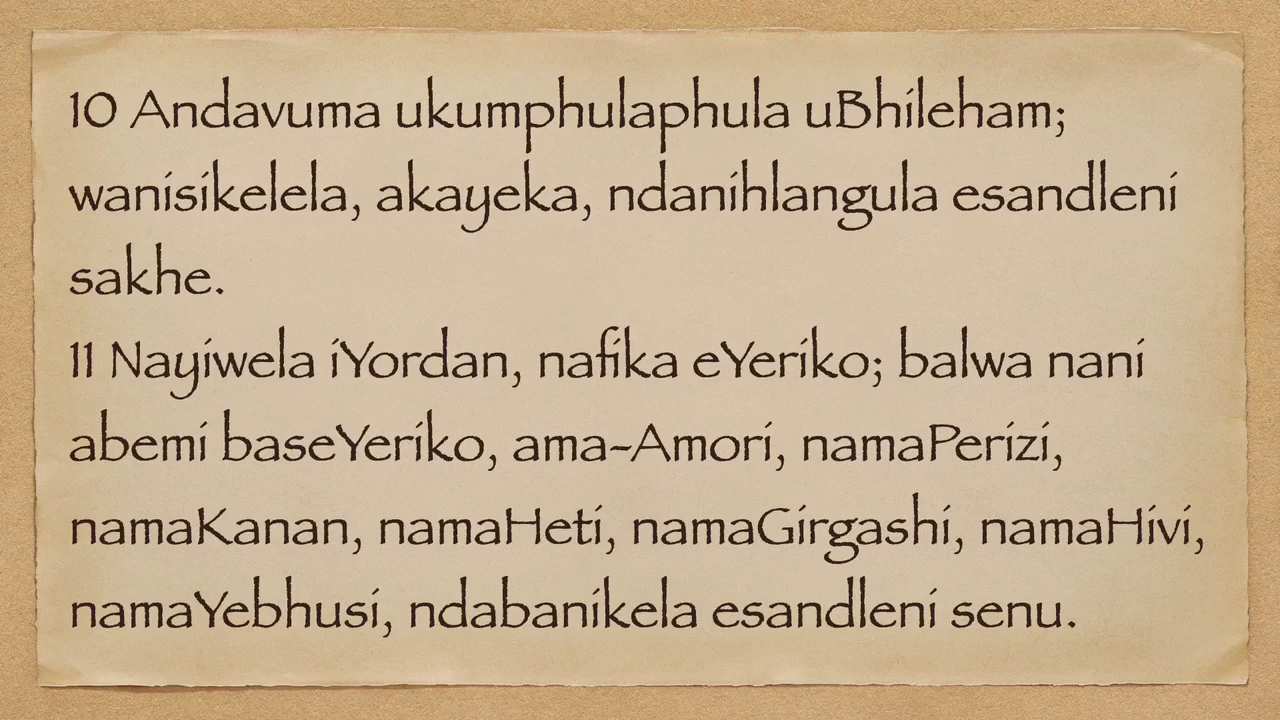 10 Andavuma ukumphulaphula uBhileham;
wanisikelela, akayeka, ndanihlangula esandleni
sakhe.
11 Nayiwela iYordan, nafika eYeriko; balwa nani
abemi baseYeriko, ama-Amori, namaPerizi,
namaKanan, namaHeti, namaGirgashi, namaHivi,
namaYebhusi, ndabanikela esandleni senu.